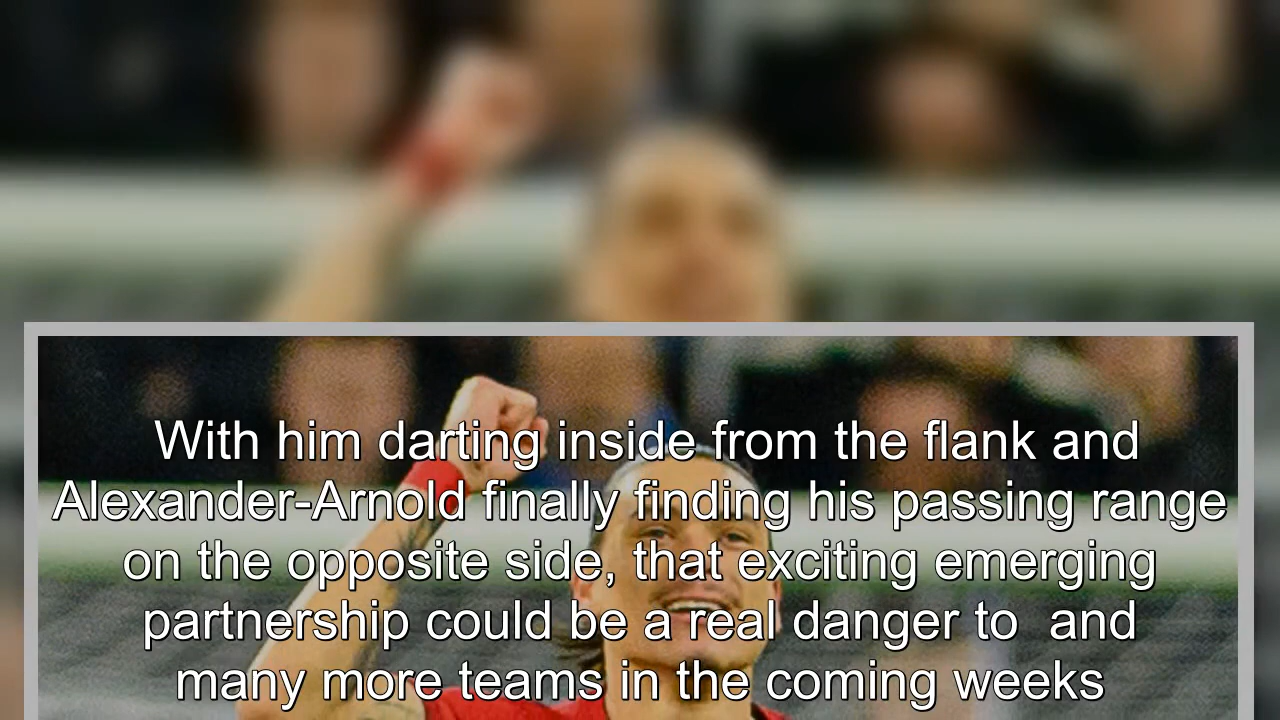 With him darting inside from the flank and
Alexander-Arnold finally finding his passing range
on the opposite side, that exciting emerging
partnership could be a real danger to  and
many more teams in the coming weeks